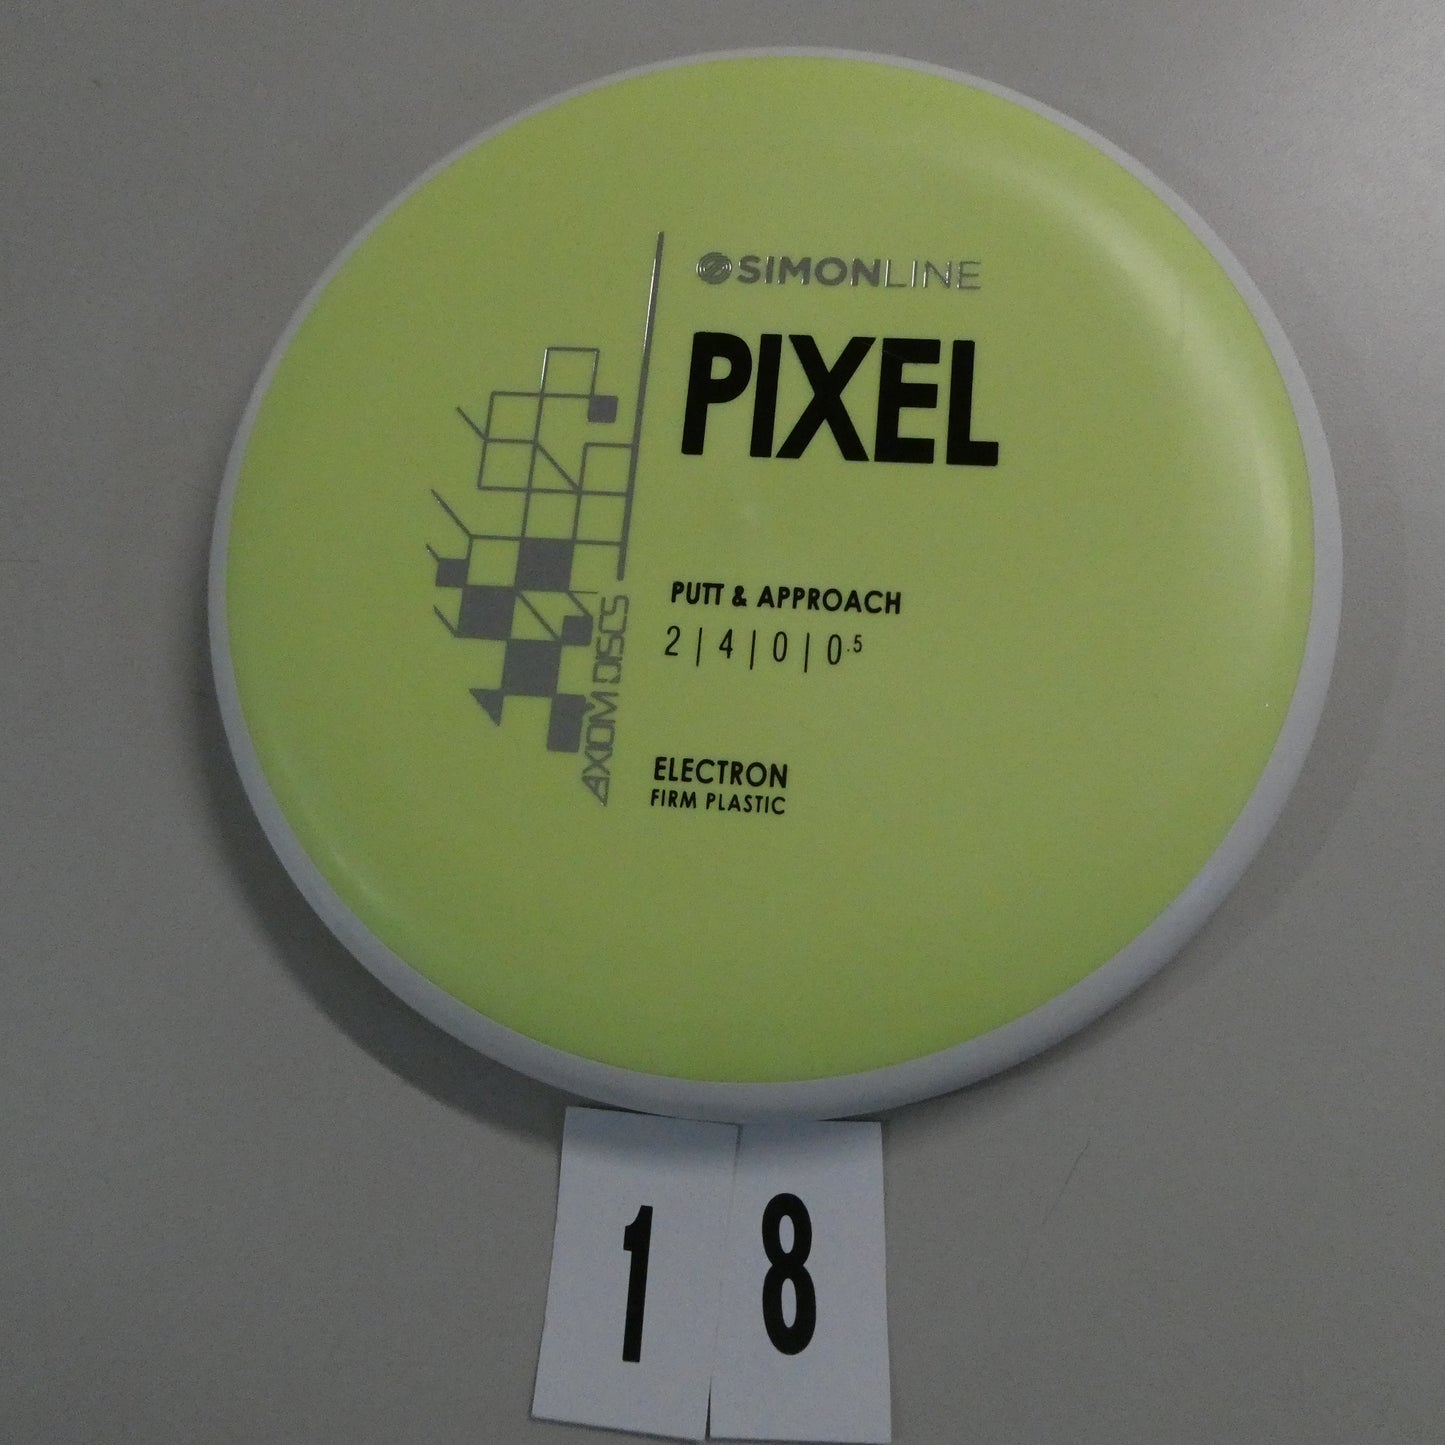 SIMONLINE
PIXEL
PUTT & APPROACH
2 | 4 | 0 | 0.5
AXIOM DISCS
ELECTRON
FIRM PLASTIC
1 8